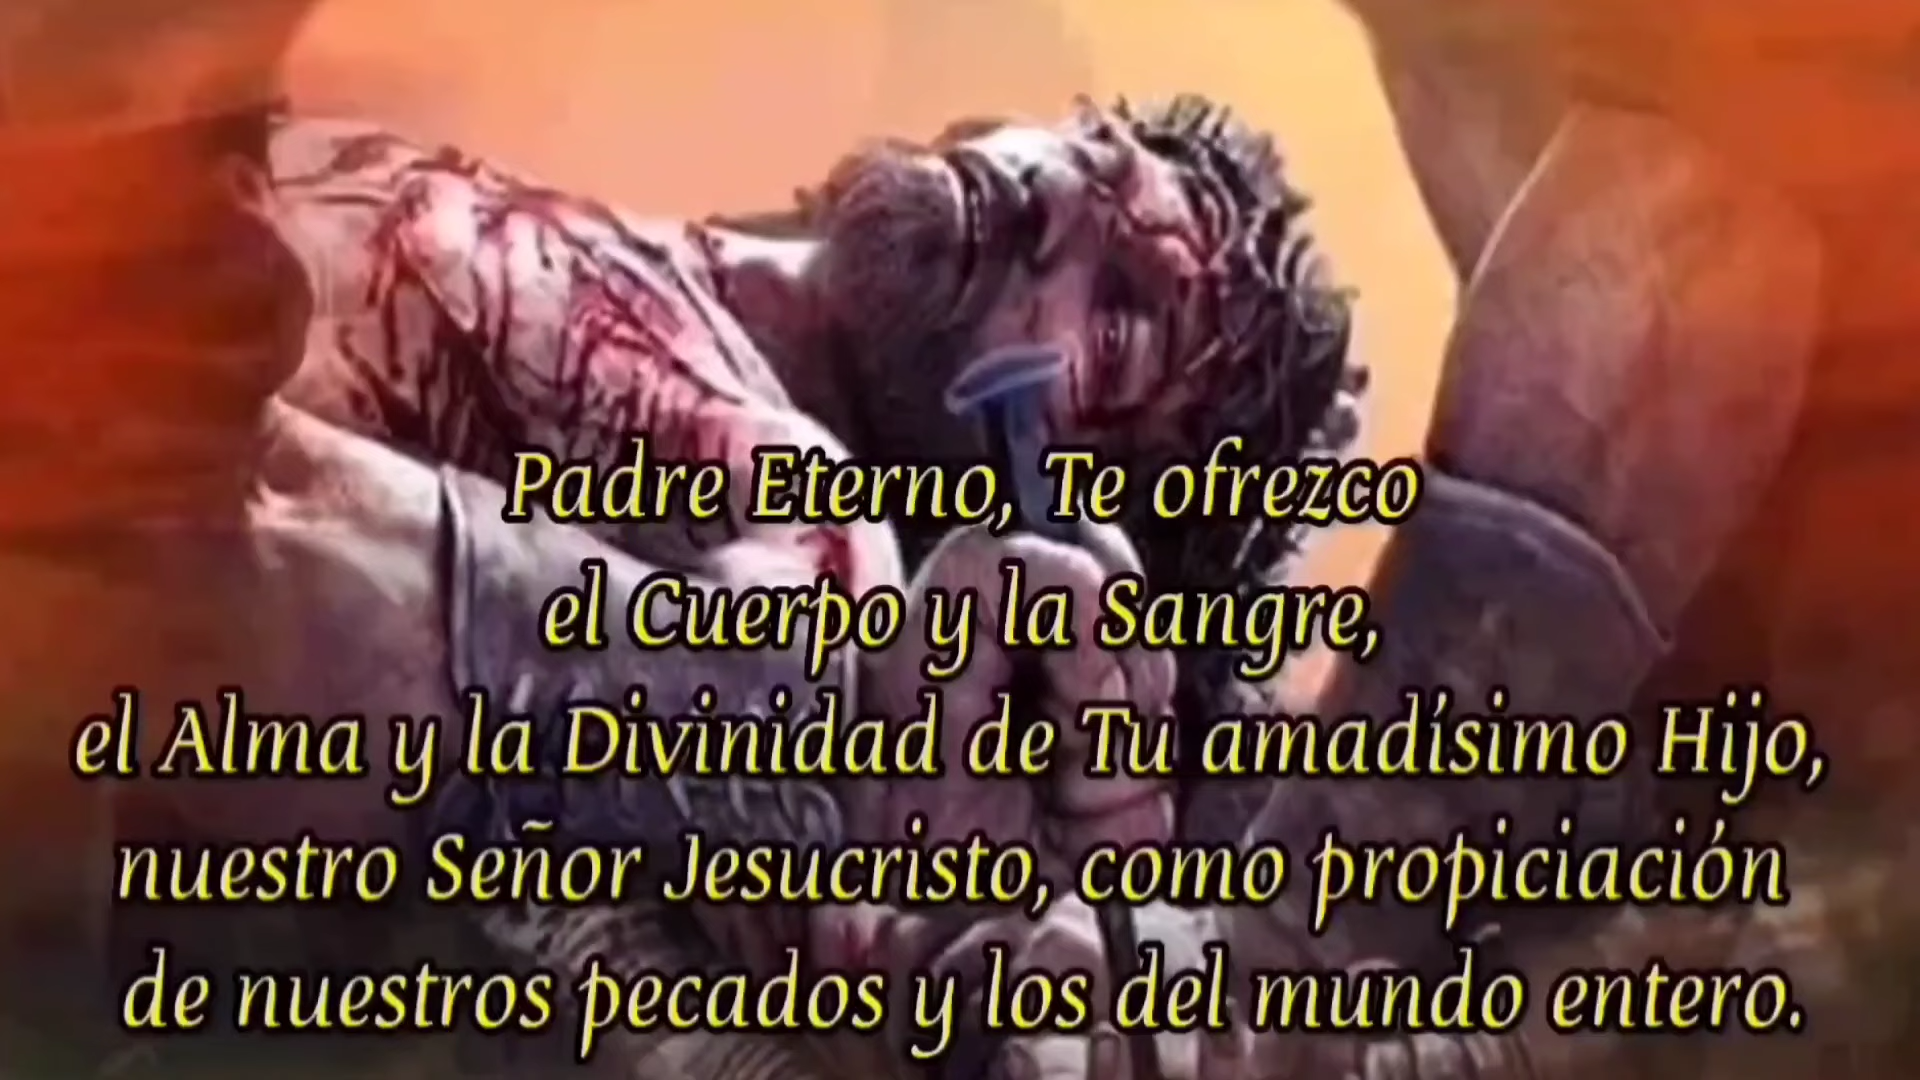 Padre Eterno, Te ofrezco
el Cuerpo y la Sangre,
el Alma y la Divinidad de Tu amadísimo Hijo,
nuestro Señor Jesucristo, como propiciación
de nuestros pecados y los del mundo entero.